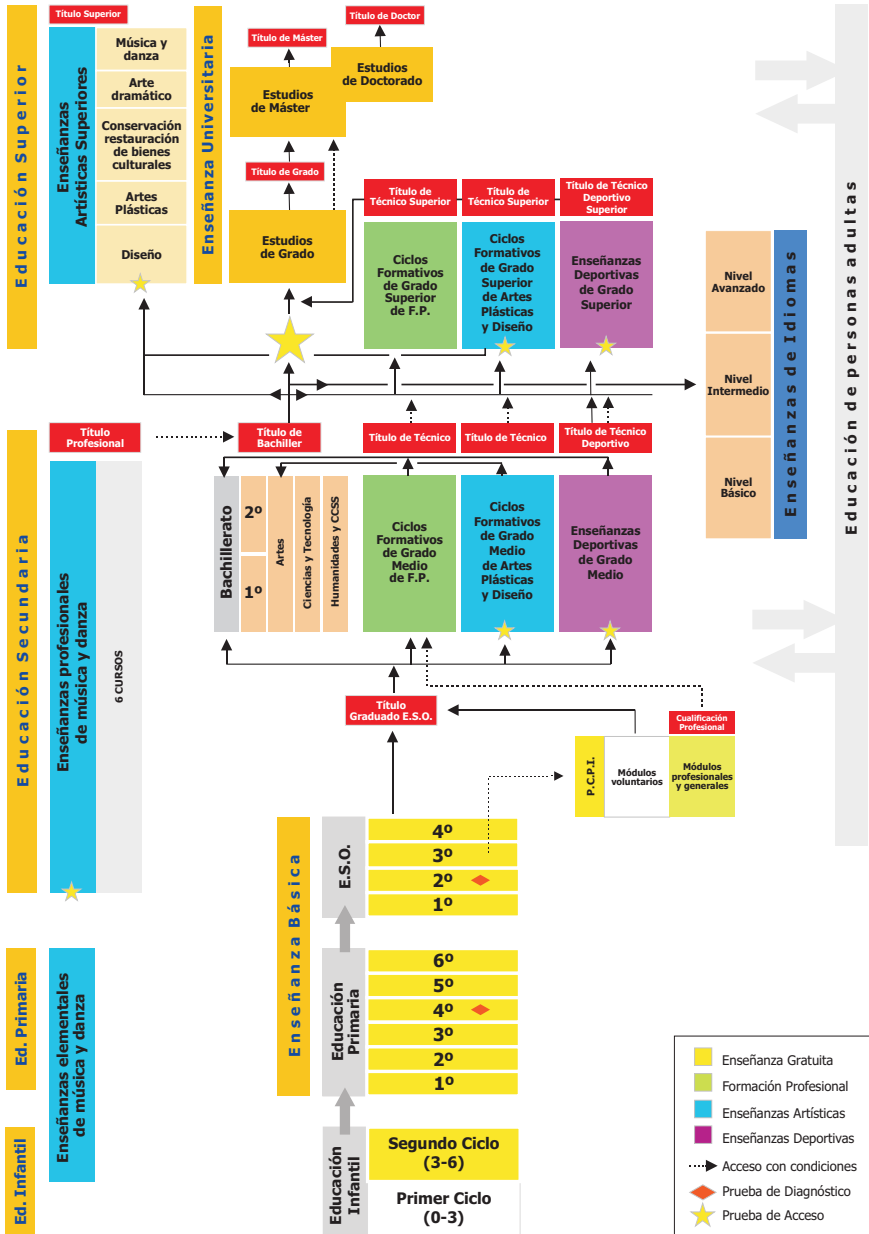 Título Superior
Título de Doctor
Título de Máster
Educación Superior
Enseñanzas
Artísticas Superiores
Música y
danza
Arte
dramático
Conservación
restauración
de bienes
culturales
Artes
Plásticas
Diseño
Enseñanza Universitaria
Estudios
de Máster
Estudios
de Doctorado
Título de Grado
Estudios
de Grado
Título de
Técnico Superior
Título de
Técnico Superior
Título de Técnico
Deportivo
Superior
Ciclos
Formativos
de Grado
Superior
de F.P.
Ciclos
Formativos
de Grado
Superior
de Artes
Plásticas
y Diseño
Enseñanzas
Deportivas
de Grado
Superior
Nivel
Avanzado
Nivel
Intermedio
Nivel
Básico
Enseñanzas de Idiomas
Educación de personas adultas
Educación Secundaria
Título
Profesional
Título de
Bachiller
Título de Técnico
Título de Técnico
Título de Técnico
Deportivo
Enseñanzas profesionales
de música y danza
6 CURSOS
Bachillerato
2º
1º
Artes
Ciencias y Tecnología
Humanidades y CCSS
Ciclos
Formativos
de Grado
Medio
de F.P.
Ciclos
Formativos
de Grado
Medio
de Artes
Plásticas
y Diseño
Enseñanzas
Deportivas
de Grado
Medio
Título
Graduado E.S.O.
Cualificación
Profesional
P.C.P.I.
Módulos
voluntarios
Módulos
profesionales
y generales
Enseñanza Básica
E.S.O.
4º
3º
2º
1º
Ed. Primaria
Enseñanzas elementales
de música y danza
Educación
Primaria
6º
5º
4º
3º
2º
1º
Ed. Infantil
Educación
Infantil
Segundo Ciclo
(3-6)
Primer Ciclo
(0-3)
Enseñanza Gratuita
Formación Profesional
Enseñanzas Artísticas
Enseñanzas Deportivas
Acceso con condiciones
Prueba de Diagnóstico
Prueba de Acceso